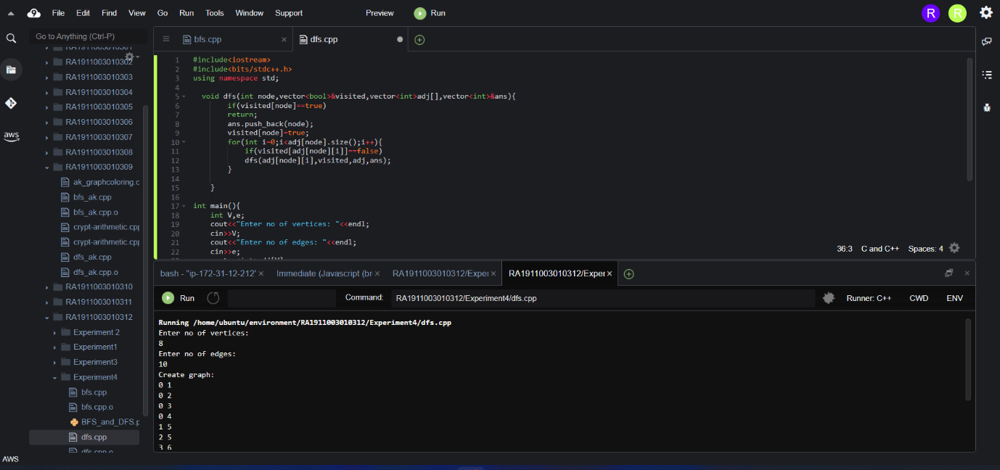 File Edit Find View Go Run Tools Window Support Preview Run R R
Go to Anything (Ctrl-P)
bfs.cpp dfs.cpp
RA1911003010301
RA1911003010302
RA1911003010303
RA1911003010304
RA1911003010305
RA1911003010306
RA1911003010307
RA1911003010308
RA1911003010309
ak_graphcoloring.c
bfs_ak.cpp
bfs_ak.cpp.o
crypt-arithmetic.cpp
crypt-arithmetic.cpp
dfs_ak.cpp
dfs_ak.cpp.o
RA1911003010310
RA1911003010311
RA1911003010312
Experiment 2
Experiment1
Experiment3
Experiment4
bfs.cpp
bfs.cpp.o
BFS_and_DFS.p
dfs.cpp
dfs.cpp.o
aws
AWS
1 #include<iostream>
2 #include<bits/stdc++.h>
3 using namespace std;
4
5 void dfs(int node,vector<bool>&visited,vector<int>adj[],vector<int>&ans){
6 if(visited[node]==true)
7 return;
8 ans.push_back(node);
9 visited[node]=true;
10 for(int i=0;i<adj[node].size();i++){
11 if(visited[adj[node][i]]==false)
12 dfs(adj[node][i],visited,adj,ans);
13 }
14
15 }
16
17 int main(){
18 int V,e;
19 cout<<"Enter no of vertices: "<<endl;
20 cin>>V;
21 cout<<"Enter no of edges: "<<endl;
22 cin>>e;
36:3 C and C++ Spaces: 4
bash - "ip-172-31-12-212' Immediate (Javascript (br RA1911003010312/Exper RA1911003010312/Exper
Run Command: RA1911003010312/Experiment4/dfs.cpp Runner: C++ CWD ENV
Running /home/ubuntu/environment/RA1911003010312/Experiment4/dfs.cpp
Enter no of vertices:
8
Enter no of edges:
10
Create graph:
0 1
0 2
0 3
0 4
1 5
2 5
3 6